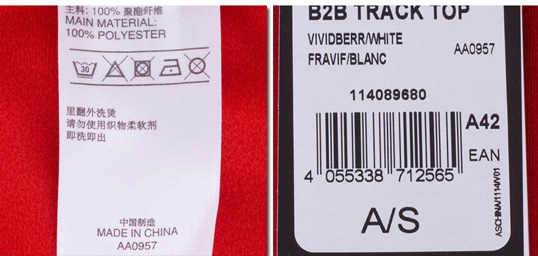 主料: 100% 聚酯纤维
MAIN MATERIAL:
100% POLYESTER
30
里翻外洗烫
请勿使用织物柔软剂
即洗即出
中国制造
MADE IN CHINA
AA0957
B2B TRACK TOP
VIVIDBERR/WHITE
FRAVIF/BLANC
AA0957
114089680
A42
EAN
4 055338 712565
A/S